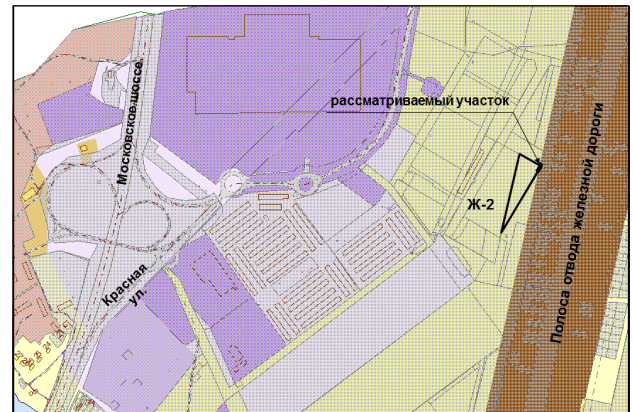 Московское шоссе
рассматриваемый участок
Ж-2
Полоса отвода железной дороги
Красная
ул.